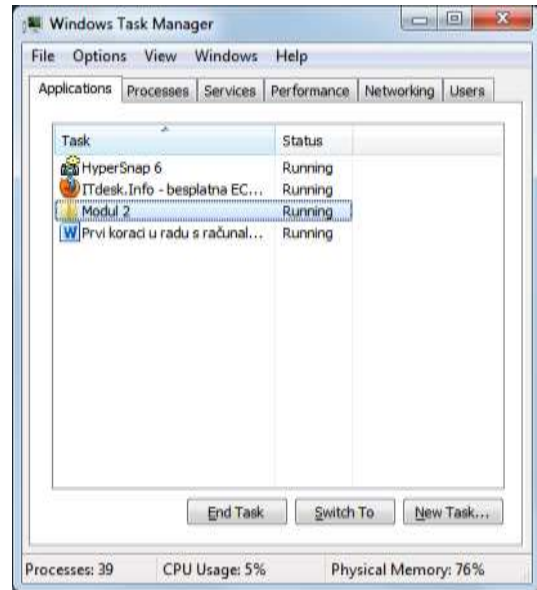 Windows Task Manager
File Options View Windows Help
Applications Processes Services Performance Networking Users
Task Status
HyperSnap 6 Running
ITdesk.Info - besplatna EC... Running
Modul 2 Running
Prvi koraci u radu s računal... Running
End Task Switch To New Task...
Processes: 39 CPU Usage: 5% Physical Memory: 76%